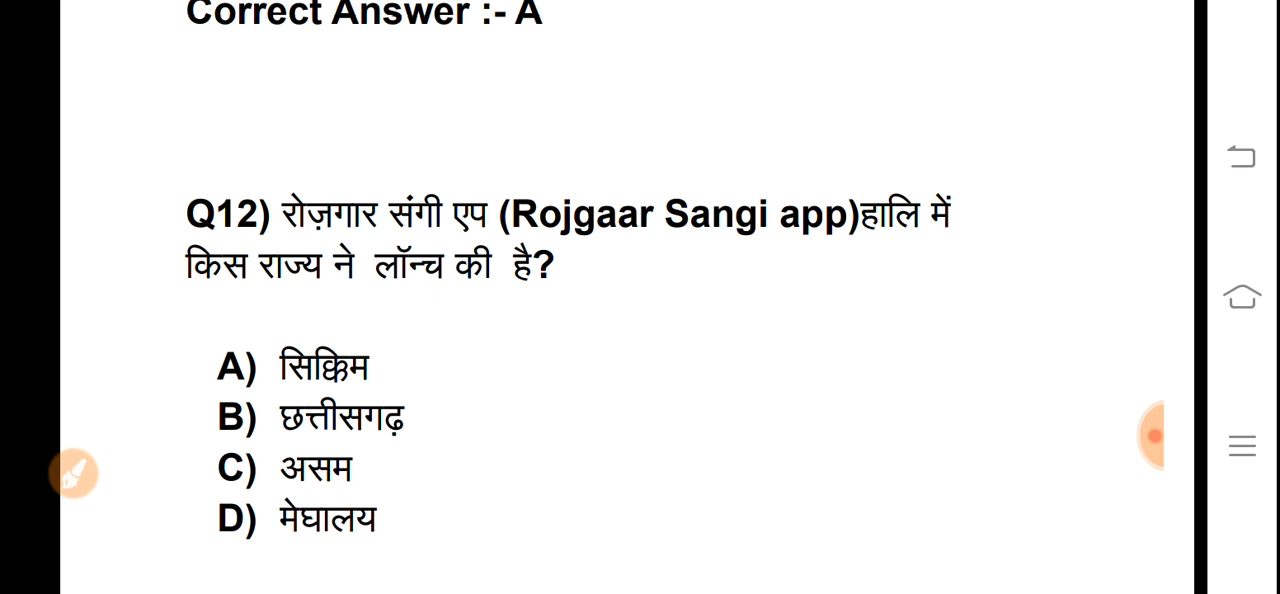 Correct Answer :- A
Q12) रोज़गार संगी एप (Rojgaar Sangi app)हालि में
किस राज्य ने लॉन्च की है?
A) सिक्किम
B) छत्तीसगढ़
C) असम
D) मेघालय